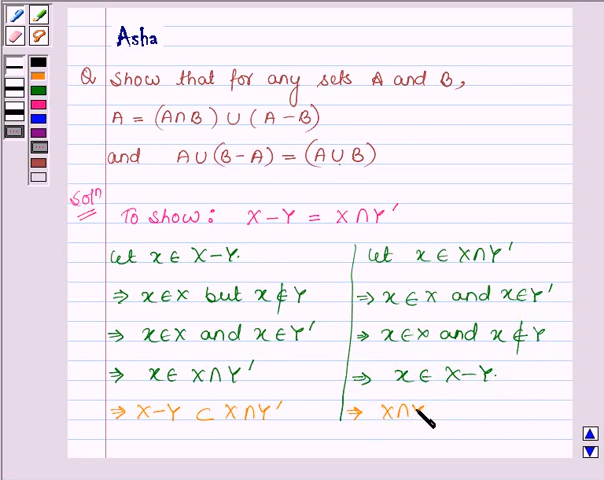 Asha
Q Show that for any sets A and B,
A = (A∩B) ∪ (A-B)
and A∪(B-A) = (A∪B)
Solⁿ
To show: X-Y = X∩Y'
Let x ∈ X-Y.
⇒ x∈X but x∉Y
⇒ x∈X and x∈Y'
⇒ x∈ X∩Y'
⇒ X-Y ⊂ X∩Y'
Let x ∈ X∩Y'
⇒ x∈X and x∈Y'
⇒ x∈X and x∉Y
⇒ x∈ X-Y.
⇒ X∩Y